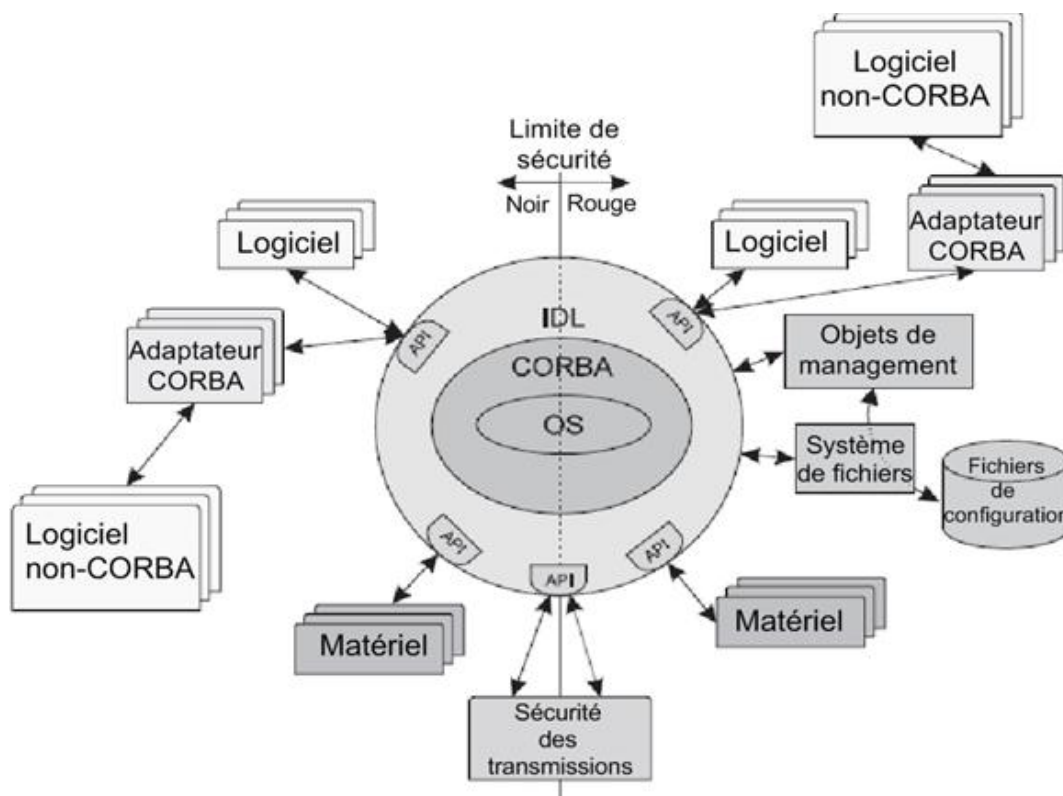 Logiciel
non-CORBA
Limite de
sécurité
Noir
Rouge
Logiciel
Logiciel
Adaptateur
CORBA
IDL
API
API
Adaptateur
CORBA
CORBA
OS
Objets de
management
Système
de fichiers
Fichiers
de
configuration
Logiciel
non-CORBA
API
API
API
Matériel
Matériel
Sécurité
des
transmissions